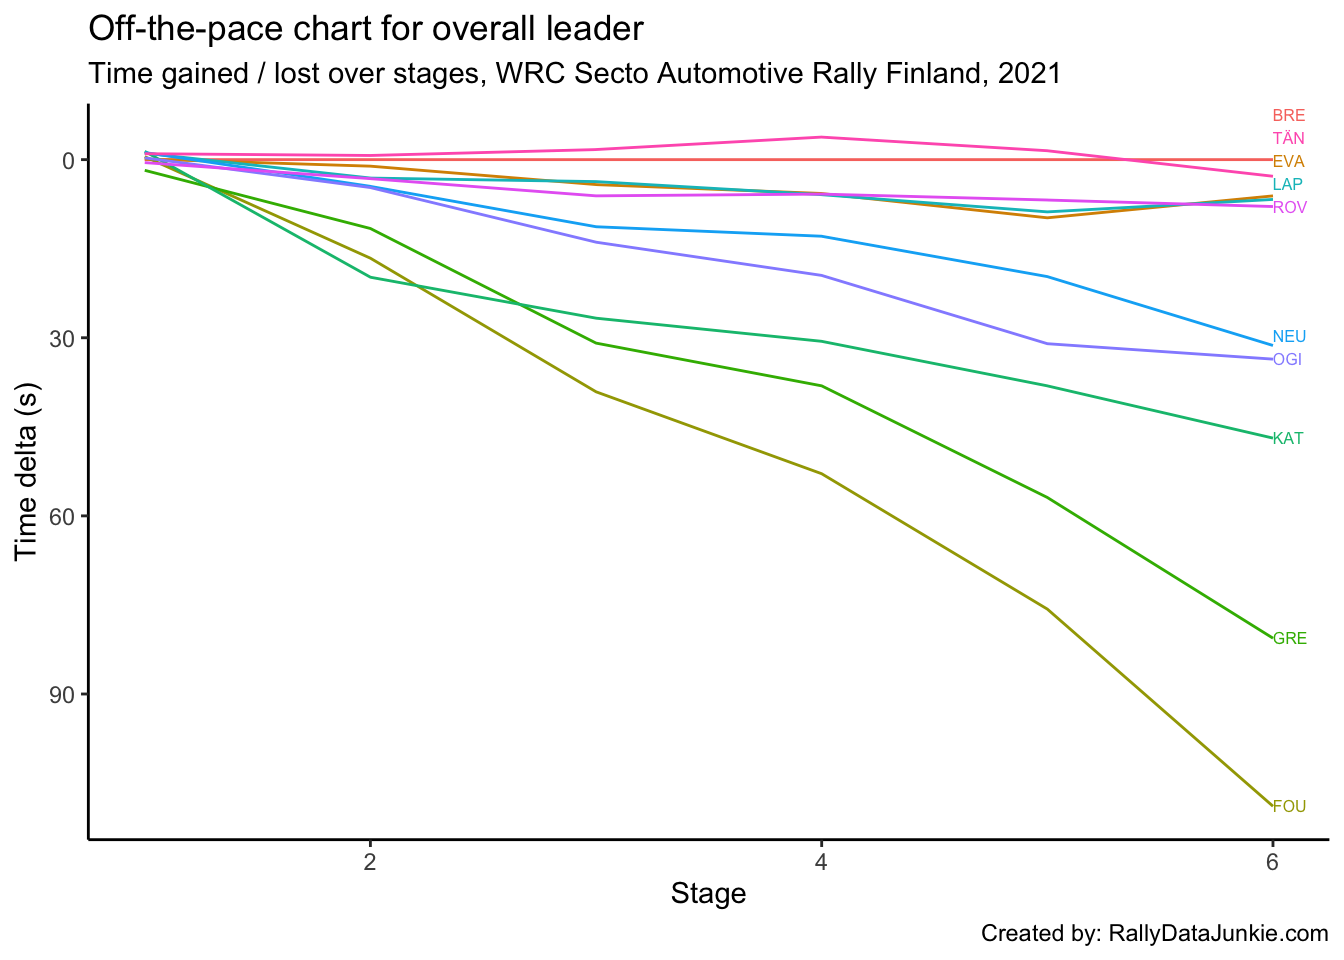 Off-the-pace chart for overall leader
Time gained / lost over stages, WRC Secto Automotive Rally Finland, 2021
BRE
TÄN
0
EVA
LAP
ROV
30
NEU
OGI
KAT
Time delta (s)
60
GRE
90
FOU
2
4
6
Stage
Created by: RallyDataJunkie.com